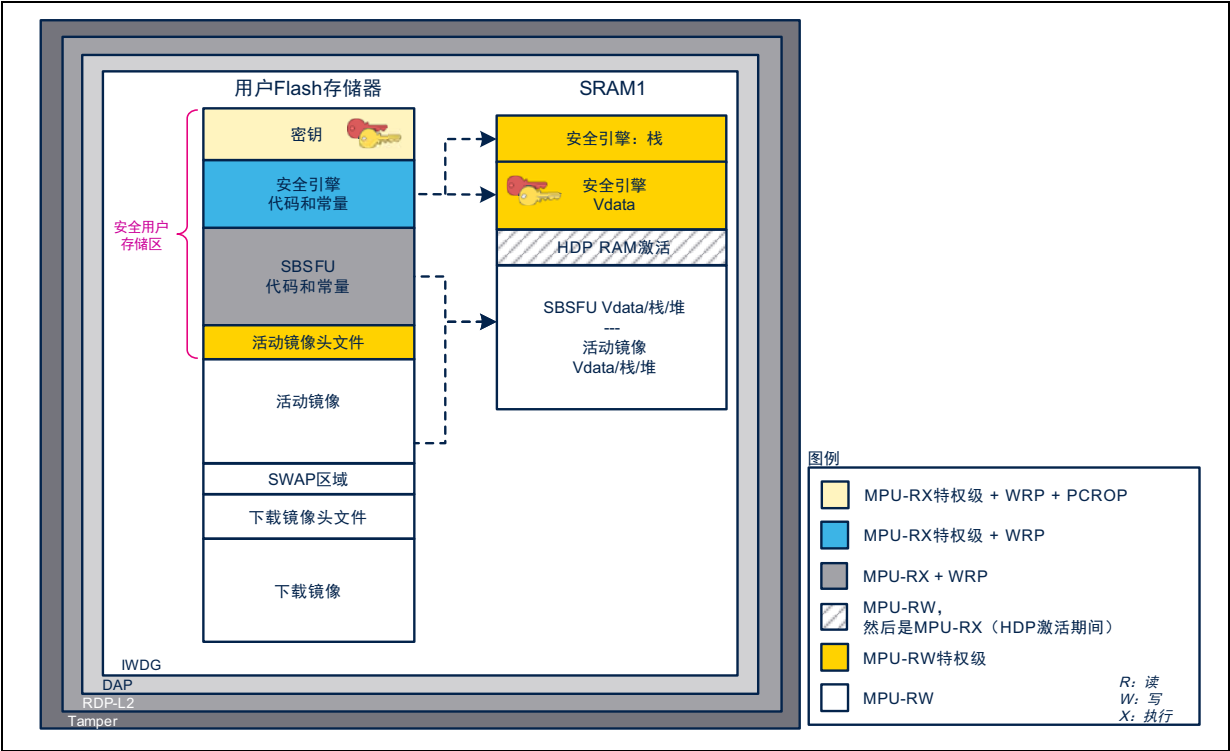 用户Flash存储器
SRAM1
密钥
安全引擎
代码和常量
SBSFU
代码和常量
活动镜像头文件
活动镜像
SWAP区域
下载镜像头文件
下载镜像
安全用户
存储区
安全引擎：栈
安全引擎
Vdata
HDP RAM激活
SBSFU Vdata/栈/堆
---
活动镜像
Vdata/栈/堆
IWDG
DAP
RDP-L2
Tamper
图例
MPU-RX特权级 + WRP + PCROP
MPU-RX特权级 + WRP
MPU-RX + WRP
MPU-RW，
然后是MPU-RX（HDP激活期间）
MPU-RW特权级
MPU-RW
R：读
W：写
X：执行